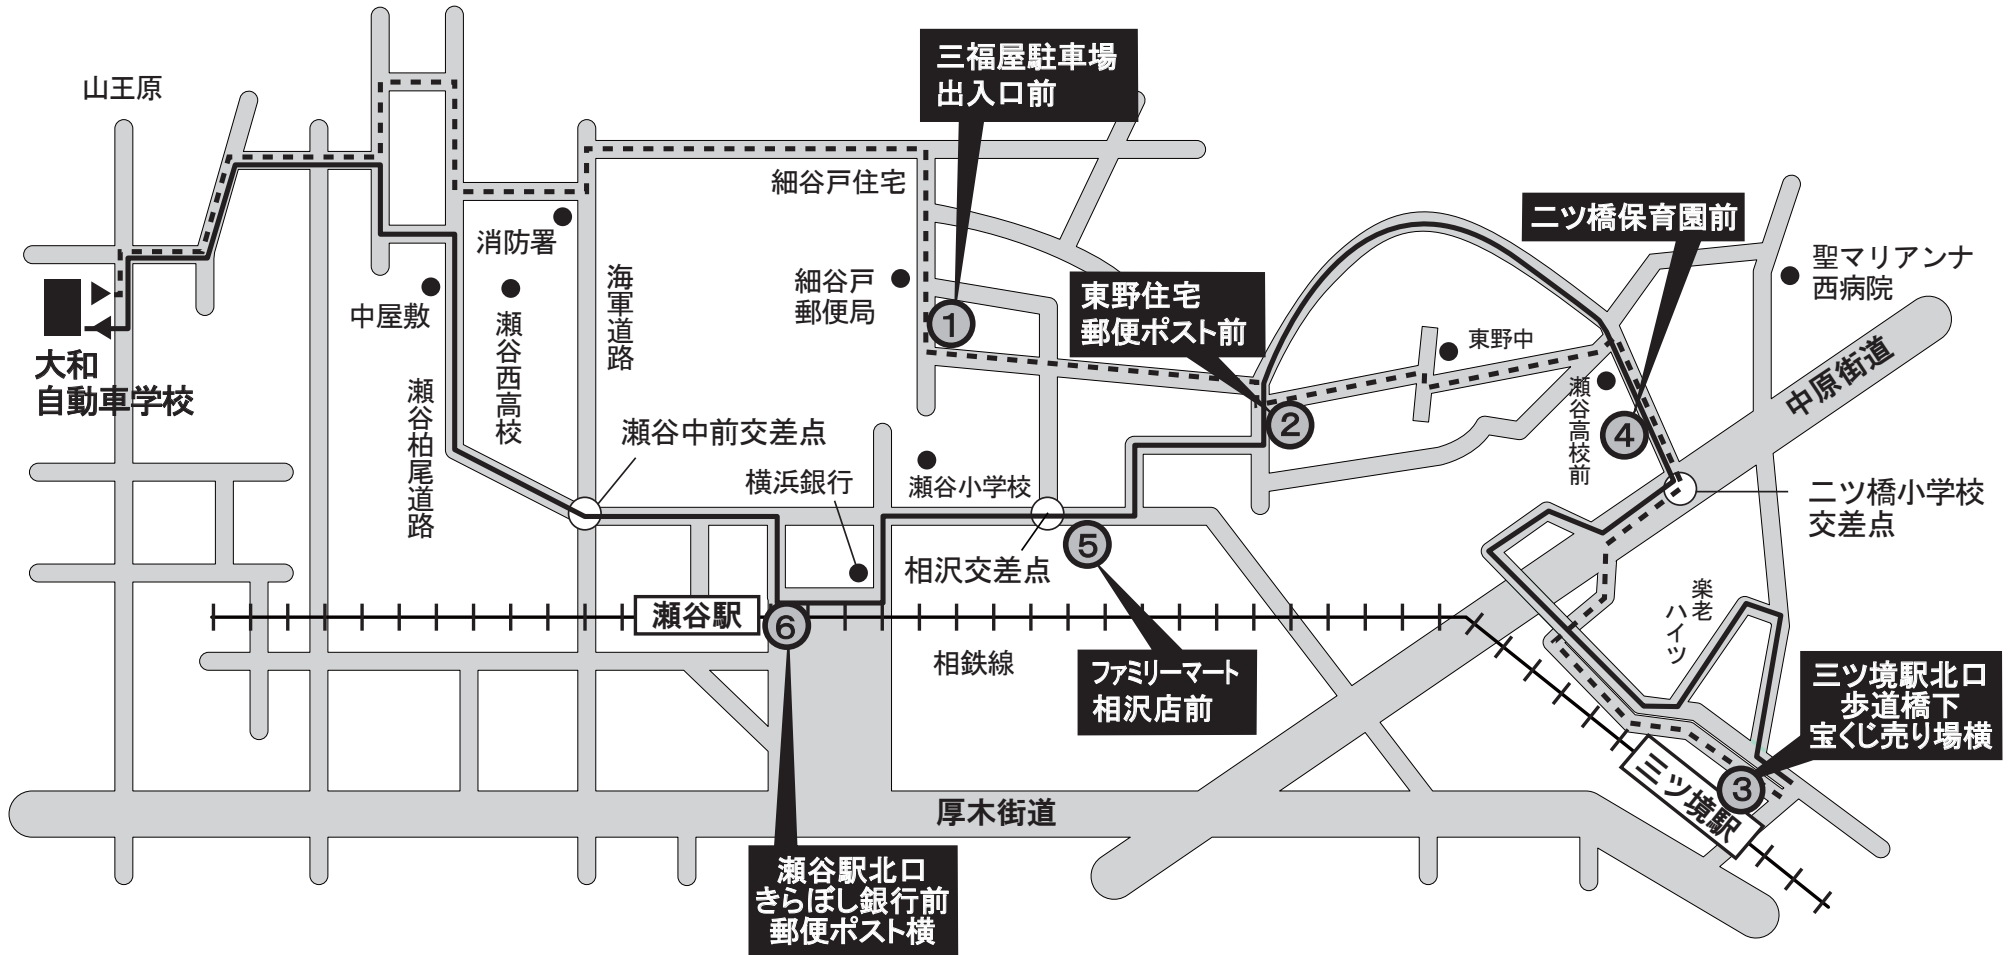 三福屋駐車場
出入口前
山王原
細谷戸住宅
二ツ橋保育園前
消防署
聖マリアンナ
西病院
海軍道路
細谷戸
郵便局
東野住宅
郵便ポスト前
中屋敷
瀬谷西高校
①
東野中
中原街道
大和
自動車学校
瀬谷柏尾道路
瀬谷高校前
②
④
瀬谷中前交差点
横浜銀行
瀬谷小学校
二ツ橋小学校
交差点
⑤
相沢交差点
楽老
ハイツ
瀬谷駅
⑥
相鉄線
ファミリーマート
相沢店前
三ツ境駅北口
歩道橋下
宝くじ売り場横
三ツ境駅
③
厚木街道
瀬谷駅北口
きらぼし銀行前
郵便ポスト横